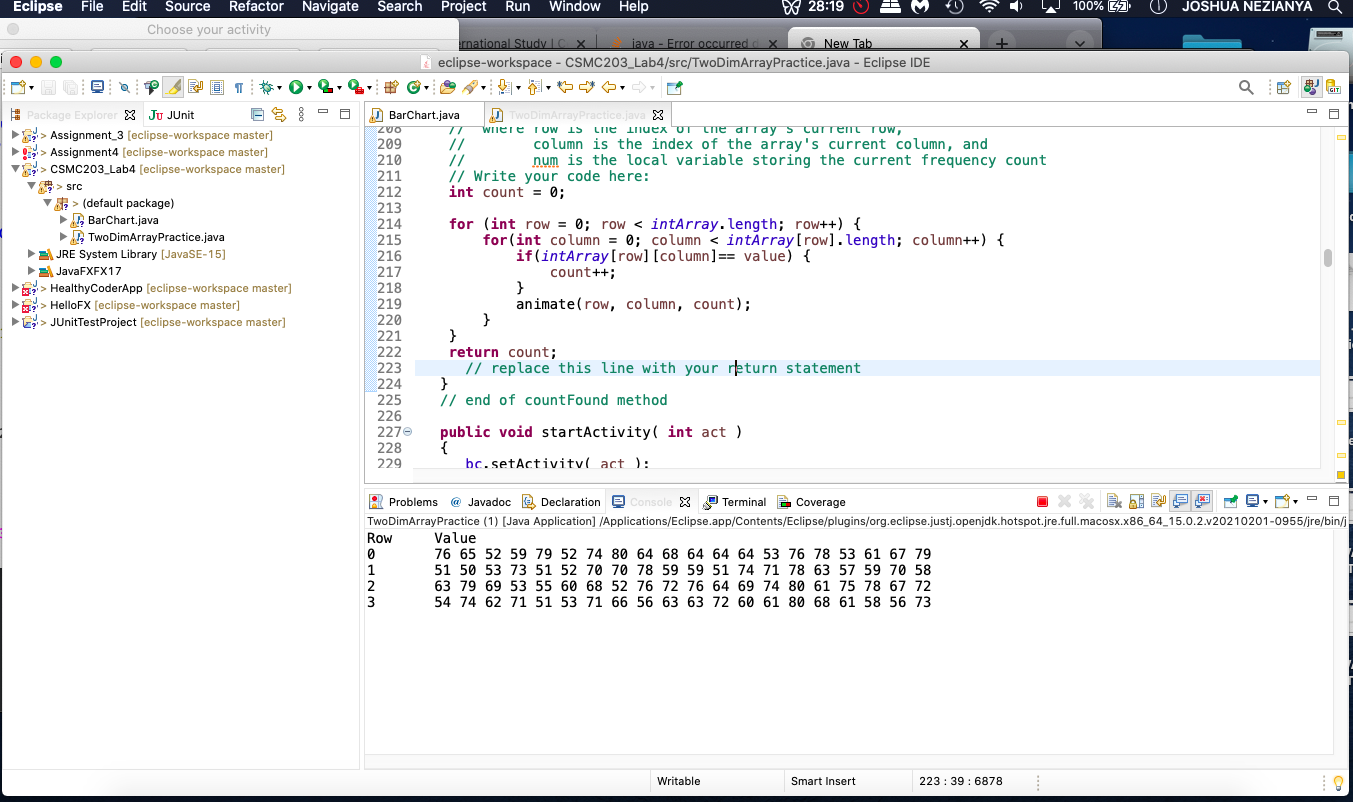 Eclipse File Edit Source Refactor Navigate Search Project Run Window Help 28:19 100% JOSHUA NEZIANYA
Choose your activity
rnational Study | C java - Error occurred New Tab
eclipse-workspace - CSMC203_Lab4/src/TwoDimArrayPractice.java - Eclipse IDE
Package Explorer JUnit
> Assignment_3 [eclipse-workspace master]
> Assignment4 [eclipse-workspace master]
> CSMC203_Lab4 [eclipse-workspace master]
> src
> (default package)
> BarChart.java
> TwoDimArrayPractice.java
JRE System Library [JavaSE-15]
JavaFXFX17
> HealthyCoderApp [eclipse-workspace master]
> HelloFX [eclipse-workspace master]
> JUnitTestProject [eclipse-workspace master]
BarChart.java TwoDimArrayPractice.java
208 // where row is the index of the array's current row,
209 // column is the index of the array's current column, and
210 // num is the local variable storing the current frequency count
211 // Write your code here:
212 int count = 0;
213
214 for (int row = 0; row < intArray.length; row++) {
215 for(int column = 0; column < intArray[row].length; column++) {
216 if(intArray[row][column]== value) {
217 count++;
218 }
219 animate(row, column, count);
220 }
221 }
222 return count;
223 // replace this line with your return statement
224 }
225 // end of countFound method
226
227 public void startActivity( int act )
228 {
229 bc.setActivity( act );
Problems Javadoc Declaration Console Terminal Coverage
TwoDimArrayPractice (1) [Java Application] /Applications/Eclipse.app/Contents/Eclipse/plugins/org.eclipse.justj.openjdk.hotspot.jre.full.macosx.x86_64_15.0.2.v20210201-0955/jre/bin/j
Row Value
0 76 65 52 59 79 52 74 80 64 68 64 64 64 53 76 78 53 61 67 79
1 51 50 53 73 51 52 70 70 78 59 59 51 74 71 78 63 57 59 70 58
2 63 79 69 53 55 60 68 52 76 72 76 64 69 74 80 61 75 78 67 72
3 54 74 62 71 51 53 71 66 56 63 63 72 60 61 80 68 61 58 56 73
Writable Smart Insert 223 : 39 : 6878